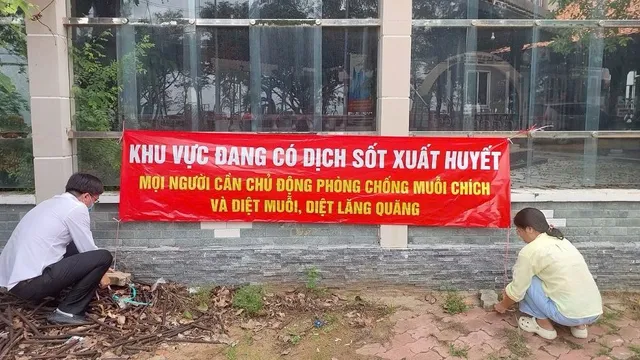 KHU VỰC ĐANG CÓ DỊCH SỐT XUẤT HUYẾT
MỌI NGƯỜI CẦN CHỦ ĐỘNG PHÒNG CHỐNG MUỖI CHÍCH
VÀ DIỆT MUỖI, DIỆT LĂNG QUĂNG